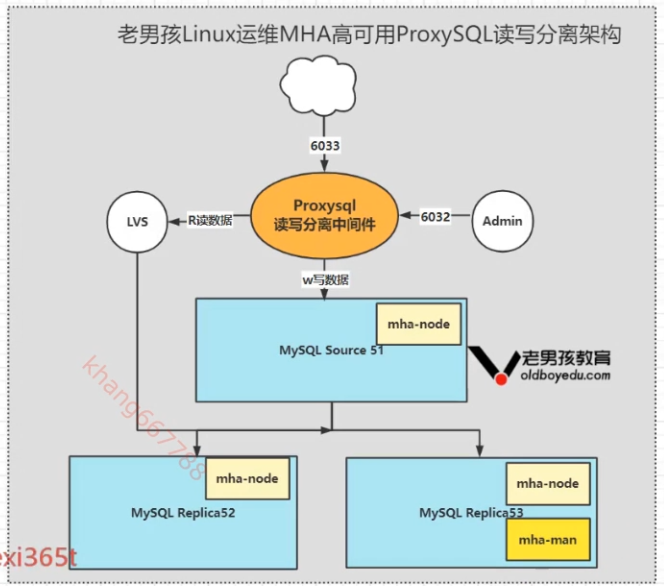 老男孩Linux运维MHA高可用ProxySQL读写分离架构
6033
Proxysql
读写分离中间件
LVS
R读数据
6032
Admin
w写数据
mha-node
MySQL Source 51
老男孩教育
oldboyedu.com
khang667788
mha-node
MySQL Replica52
mha-node
MySQL Replica53
mha-man
exi365t